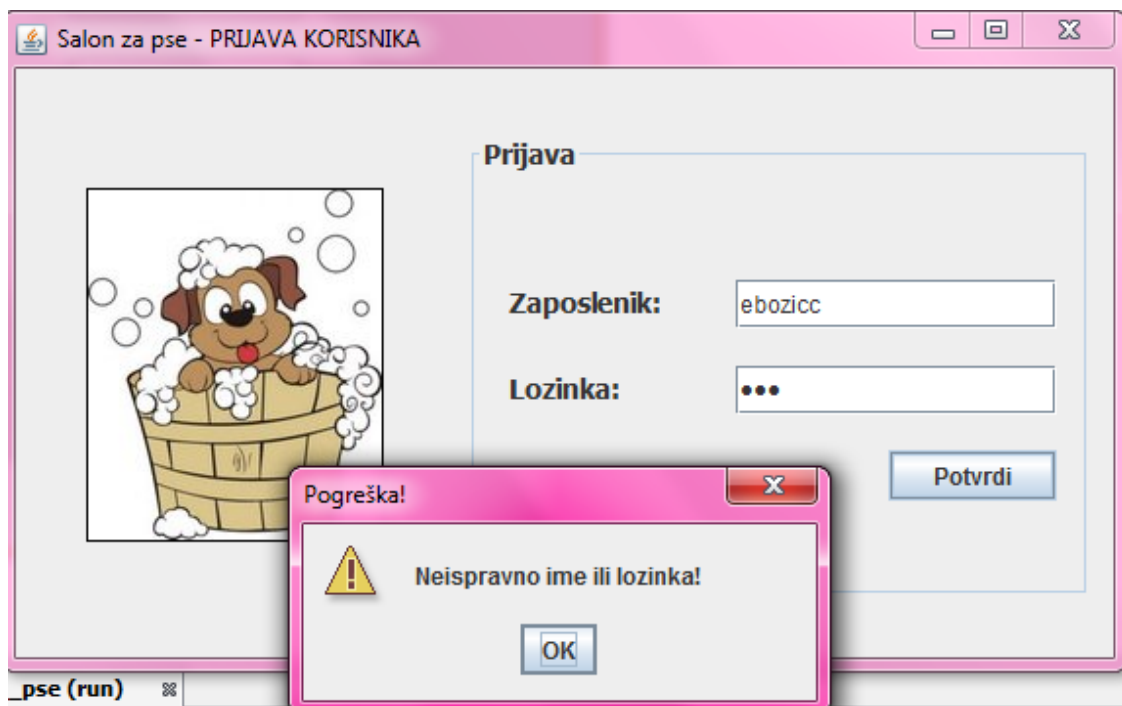 Salon za pse - PRIJAVA KORISNIKA
Prijava
Zaposlenik:
ebozicc
Lozinka:
•••
Potvrdi
Pogreška!
Neispravno ime ili lozinka!
OK
_pse (run)